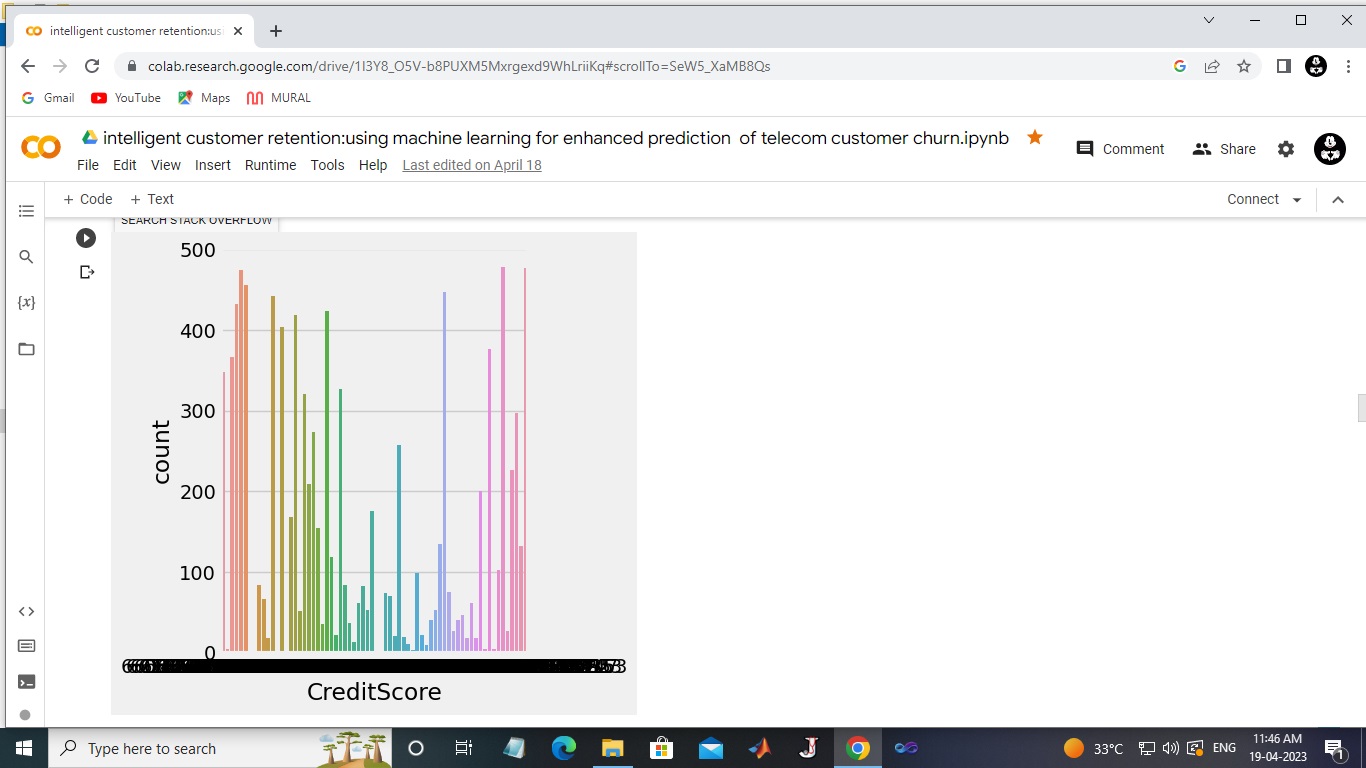 intelligent customer retention:us
colab.research.google.com/drive/1I3Y8_O5V-b8PUXM5Mxrgexd9WhLriiKq#scrollTo=SeW5_XaMB8Qs
Gmail YouTube Maps MURAL
intelligent customer retention:using machine learning for enhanced prediction of telecom customer churn.ipynb
Comment Share
File Edit View Insert Runtime Tools Help Last edited on April 18
+ Code + Text Connect
SEARCH STACK OVERFLOW
{x}
500
400
300
200
100
0
count
CreditScore
Type here to search
33°C ENG 11:46 AM
19-04-2023
1